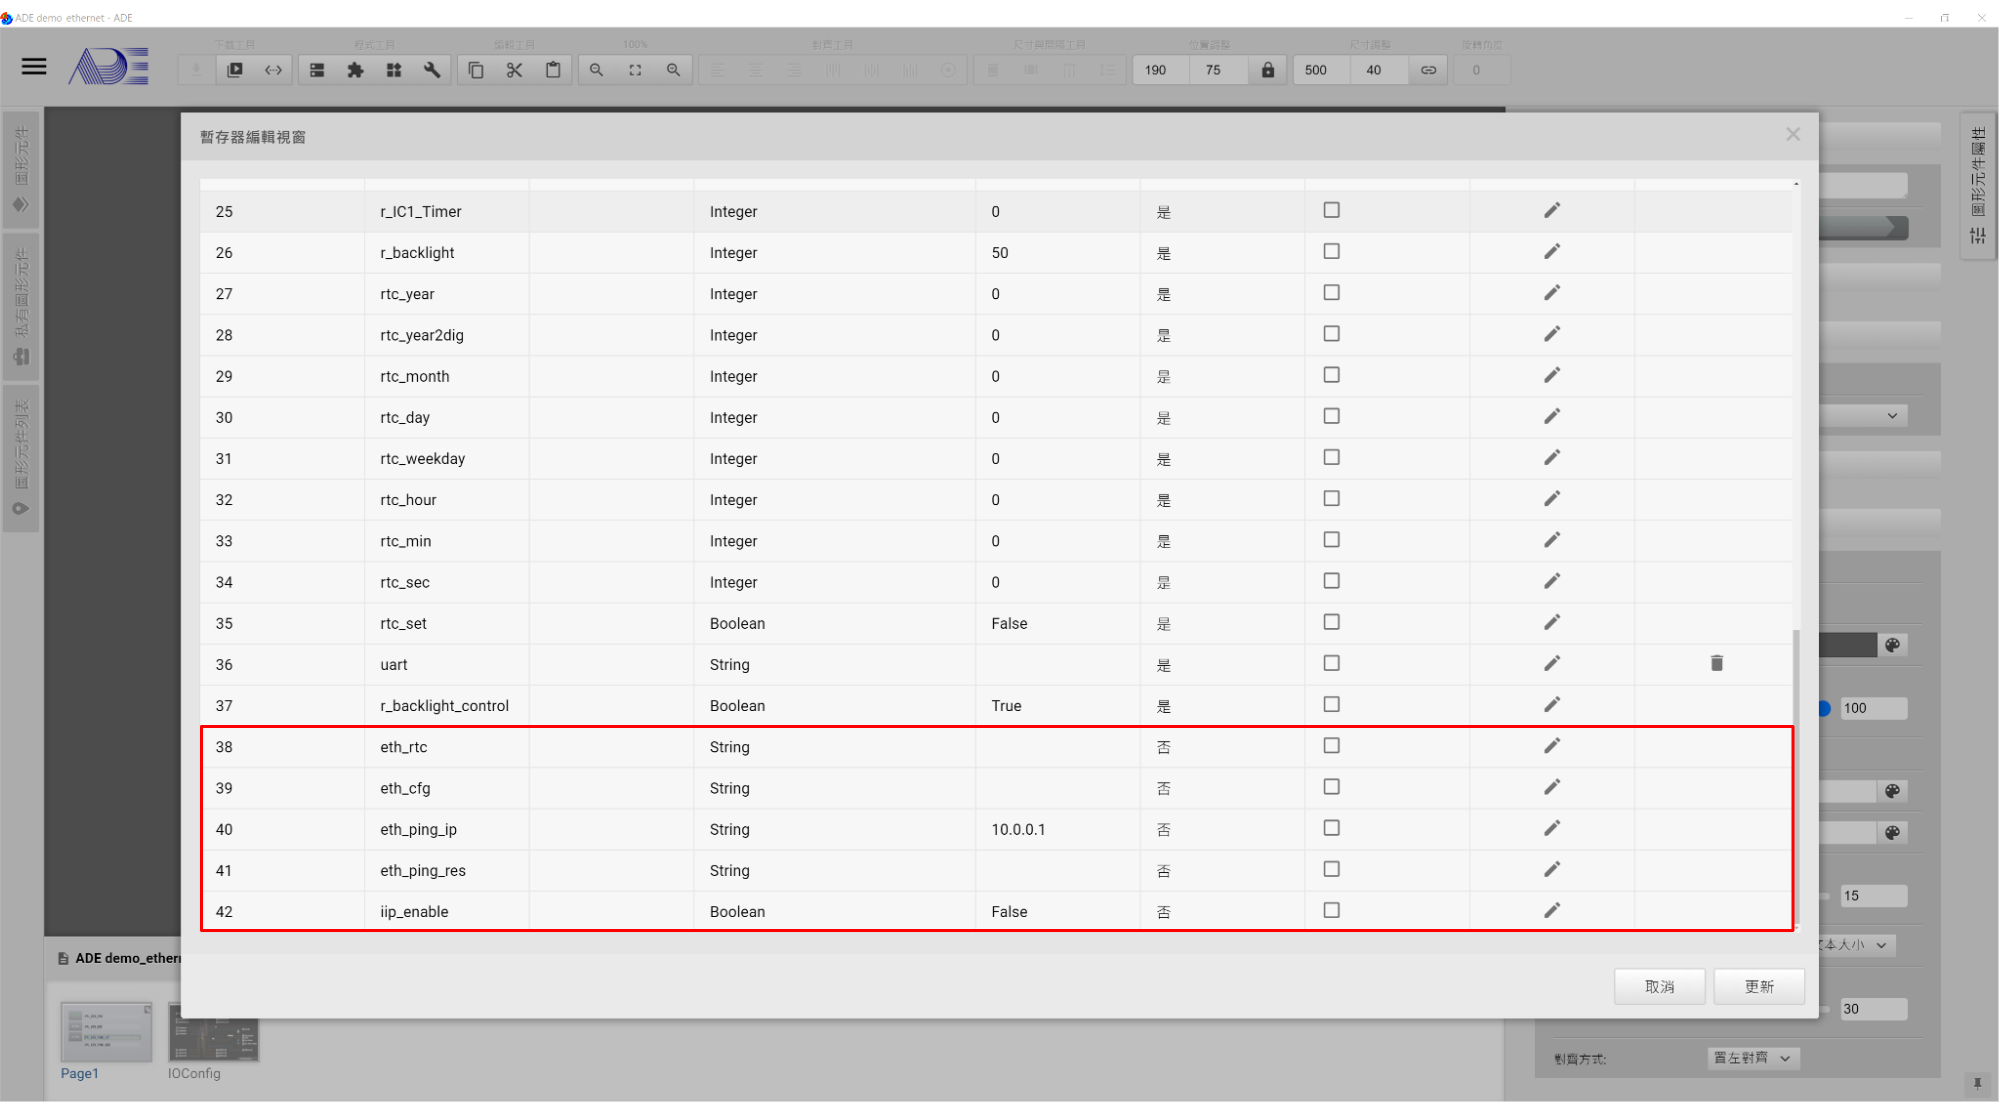 ADE demo_ethernet - ADE
下載工具 程式工具 編輯工具 100% 對齊工具 尺寸與間隔工具 位置調整 尺寸調整 旋轉角度
ADE 190 75 500 40 0
圖形元件
私有圖形元件
圖形元件列表
圖形元件屬性
暫存器編輯視窗
25 r_IC1_Timer Integer 0 是
26 r_backlight Integer 50 是
27 rtc_year Integer 0 是
28 rtc_year2dig Integer 0 是
29 rtc_month Integer 0 是
30 rtc_day Integer 0 是
31 rtc_weekday Integer 0 是
32 rtc_hour Integer 0 是
33 rtc_min Integer 0 是
34 rtc_sec Integer 0 是
35 rtc_set Boolean False 是
36 uart String 是
37 r_backlight_control Boolean True 是
38 eth_rtc String 否
39 eth_cfg String 否
40 eth_ping_ip String 10.0.0.1 否
41 eth_ping_res String 否
42 iip_enable Boolean False 否
取消 更新
100
15
文本大小
30
對齊方式: 置左對齊
ADE demo_ethern
Page1 IOConfig